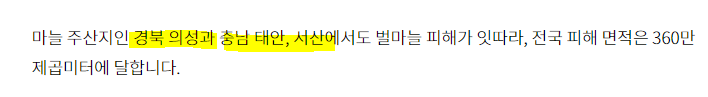 마늘 주산지인 경북 의성과 충남 태안, 서산에서도 벌마늘 피해가 잇따라, 전국 피해 면적은 360만
제곱미터에 달합니다.